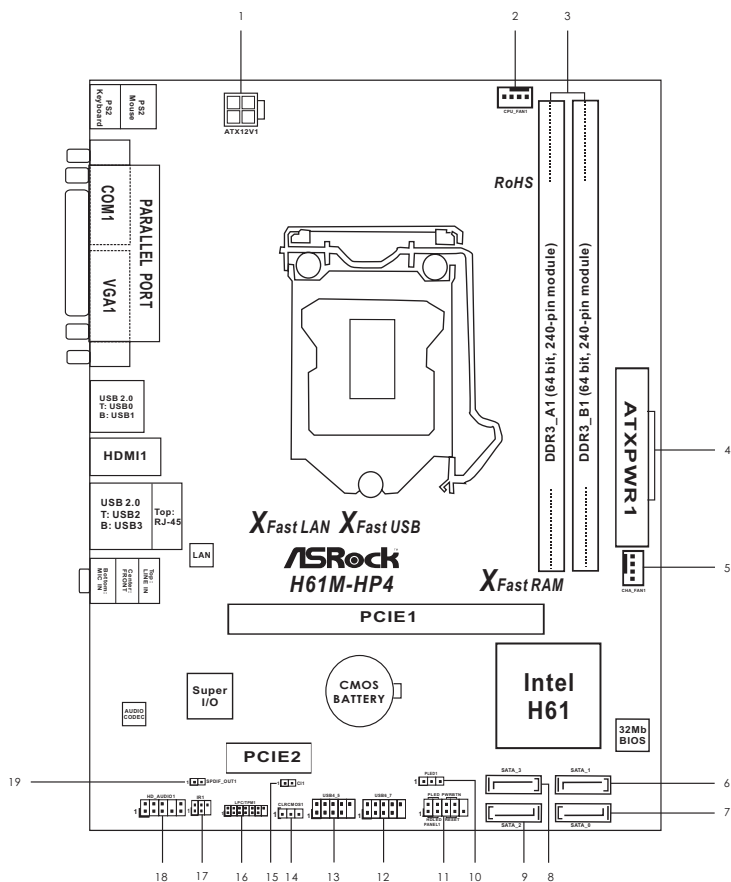 1
2
3
PS2 Mouse
PS2 Keyboard
ATX12V1
CPU_FAN1
RoHS
COM1
PARALLEL PORT
VGA1
DDR3_A1 (64 bit, 240-pin module)
DDR3_B1 (64 bit, 240-pin module)
USB 2.0
T: USB0
B: USB1
ATXPWR1
4
HDMI1
USB 2.0
T: USB2
B: USB3
Top:
RJ-45
XFast LAN XFast USB
LAN
ASRock
H61M-HP4
XFast RAM
CHA_FAN1
5
Top:
LINE IN
Center:
FRONT
Bottom:
MIC IN
PCIE1
Super
I/O
CMOS
BATTERY
Intel
H61
AUDIO
CODEC
32Mb
BIOS
PCIE2
19
1
SPDIF_OUT1
1
CI1
PLED1
1
SATA_3
SATA_1
6
HD_AUDIO1
1
IR1
1
LPC/TPM1
1
CLRCMOS1
1
USB4_5
1
USB6_7
1
PLED PWRBTN
1
HDLED RESET
PANEL1
SATA_2
SATA_0
7
18
17
16
15
14
13
12
11
10
9
8